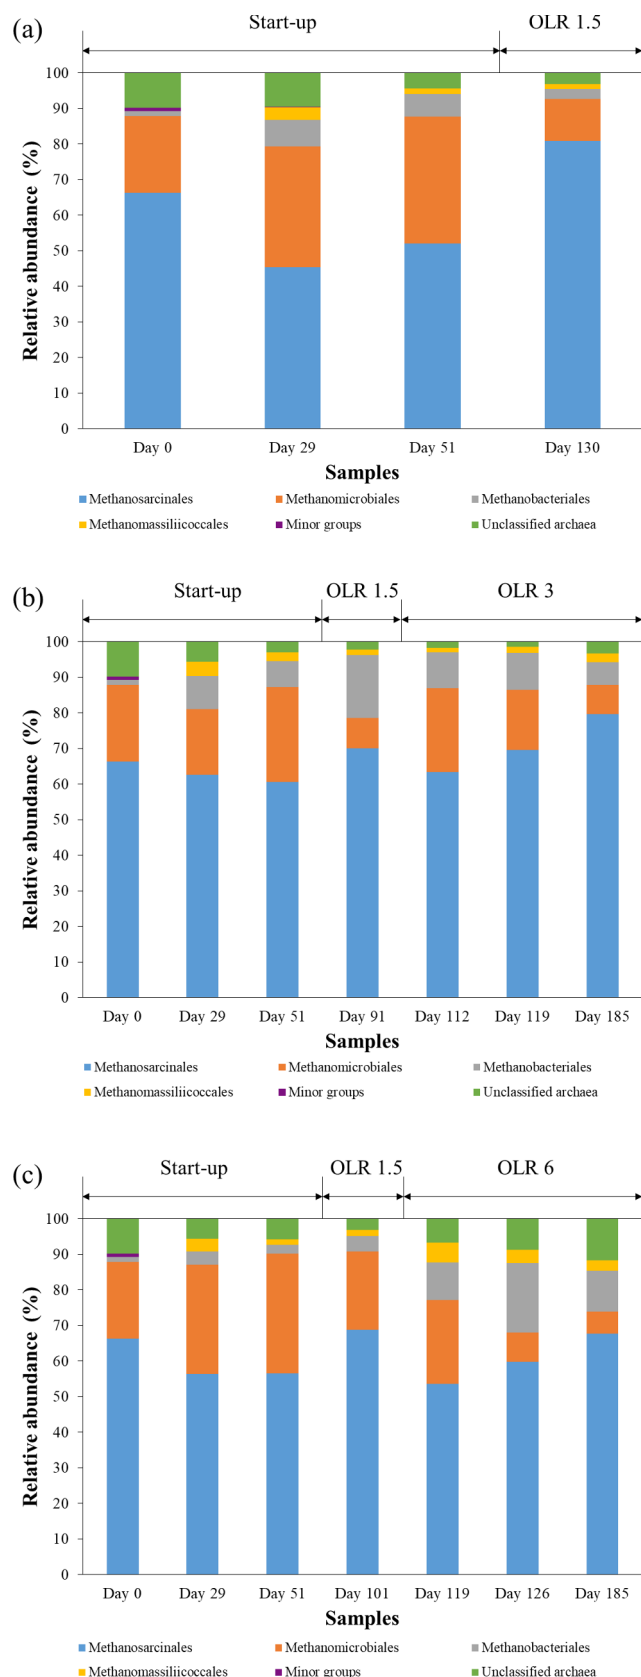 (a)
Start-up OLR 1.5
Relative abundance (%)
100
90
80
70
60
50
40
30
20
10
0
Day 0 Day 29 Day 51 Day 130
Samples
Methanosarcinales Methanomicrobiales Methanobacteriales
Methanomassiliicoccales Minor groups Unclassified archaea
(b)
Start-up OLR 1.5 OLR 3
Relative abundance (%)
100
90
80
70
60
50
40
30
20
10
0
Day 0 Day 29 Day 51 Day 91 Day 112 Day 119 Day 185
Samples
Methanosarcinales Methanomicrobiales Methanobacteriales
Methanomassiliicoccales Minor groups Unclassified archaea
(c)
Start-up OLR 1.5 OLR 6
Relative abundance (%)
100
90
80
70
60
50
40
30
20
10
0
Day 0 Day 29 Day 51 Day 101 Day 119 Day 126 Day 185
Samples
Methanosarcinales Methanomicrobiales Methanobacteriales
Methanomassiliicoccales Minor groups Unclassified archaea